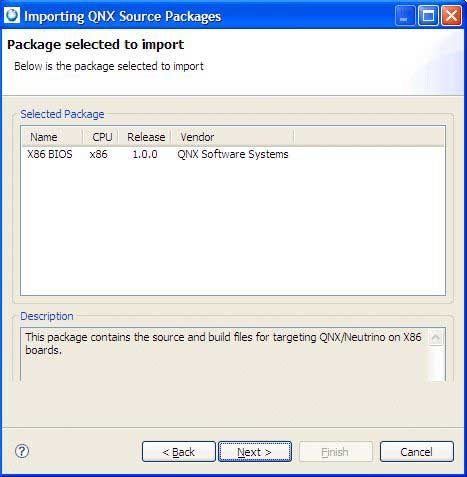 Importing QNX Source Packages
Package selected to import
Below is the package selected to import
Selected Package
Name CPU Release Vendor
X86 BIOS x86 1.0.0 QNX Software Systems
Description
This package contains the source and build files for targeting QNX/Neutrino on X86
boards.
? < Back Next > Finish Cancel